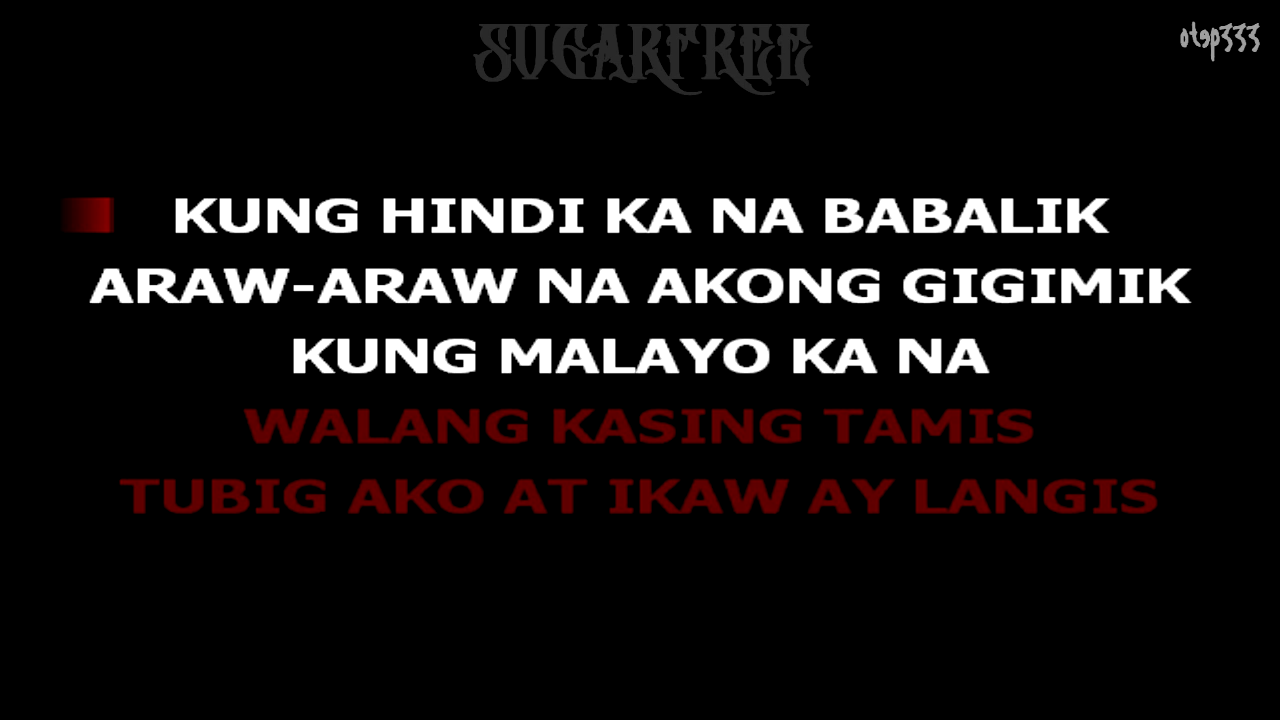 SUGARFREE
otep333
KUNG HINDI KA NA BABALIK
ARAW-ARAW NA AKONG GIGIMIK
KUNG MALAYO KA NA
WALANG KASING TAMIS
TUBIG AKO AT IKAW AY LANGIS